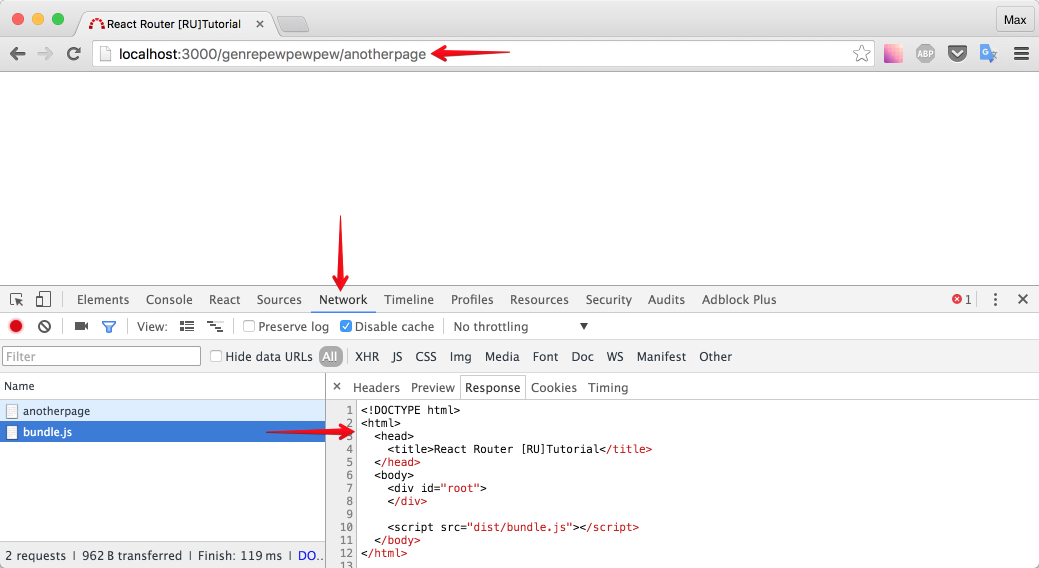 React Router [RU]Tutorial
Max
localhost:3000/genrepewpewpew/anotherpage
ABP
Elements Console React Sources Network Timeline Profiles Resources Security Audits Adblock Plus 1
View: Preserve log Disable cache No throttling
Filter Hide data URLs All XHR JS CSS Img Media Font Doc WS Manifest Other
Name
Headers Preview Response Cookies Timing
anotherpage
bundle.js
1 <!DOCTYPE html>
2 <html>
3 <head>
4 <title>React Router [RU]Tutorial</title>
5 </head>
6 <body>
7 <div id="root">
8 </div>
9
10 <script src="dist/bundle.js"></script>
11 </body>
12 </html>
13
2 requests | 962 B transferred | Finish: 119 ms | DO...